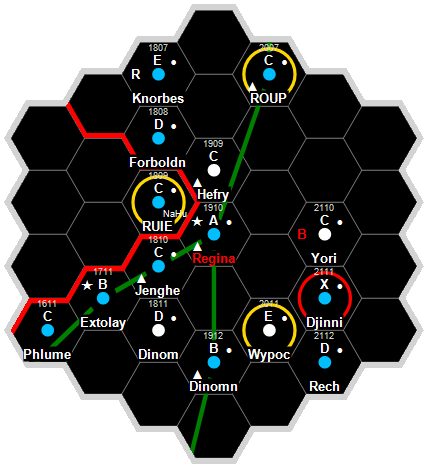 1807
E
R
Knorbes
2007
C
ROUP
1808
D
Forboldn
1909
C
Hefry
1809
C
NaHu
RUIE
1910
A
Regina
2110
C
B
Yori
1810
C
Jenghe
1711
B
Extolay
2111
X
Djinni
1611
C
Phlume
1811
D
Dinom
2011
E
Wypoc
1912
B
Dinomn
2112
D
Rech